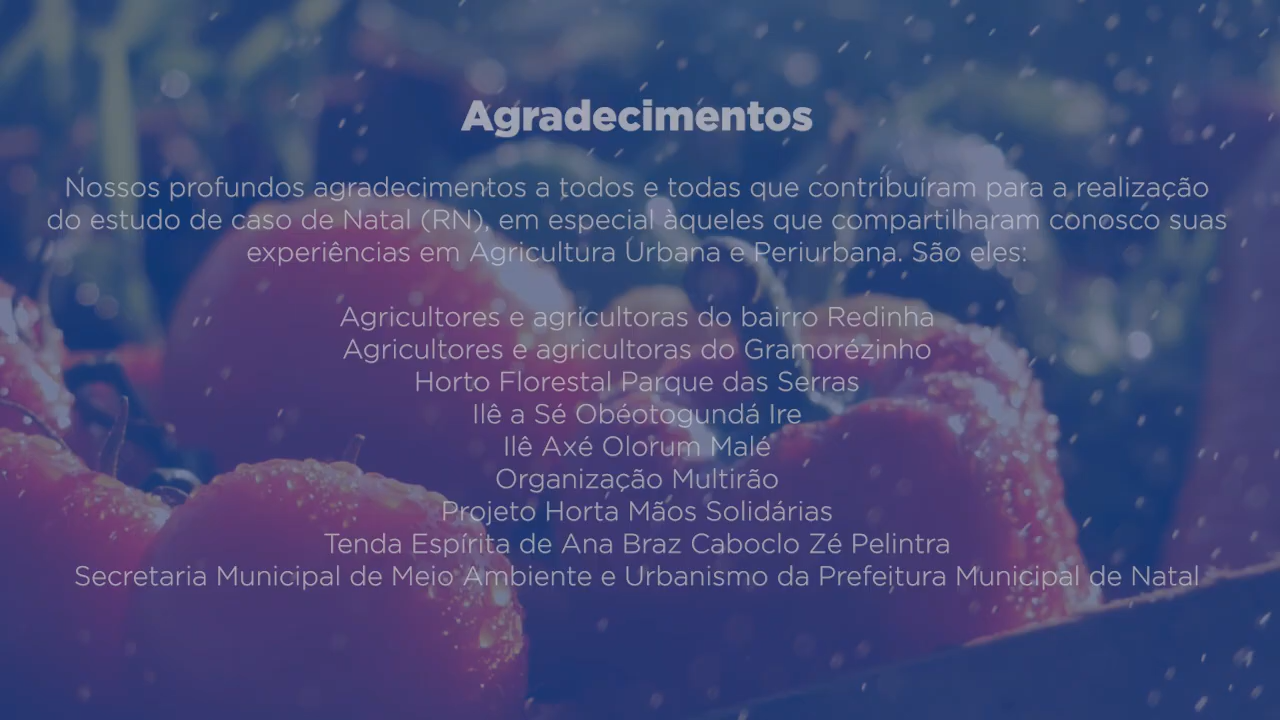 Agradecimentos
Nossos profundos agradecimentos a todos e todas que contribuíram para a realização
do estudo de caso de Natal (RN), em especial àqueles que compartilharam conosco suas
experiências em Agricultura Urbana e Periurbana. São eles:
Agricultores e agricultoras do bairro Redinha
Agricultores e agricultoras do Gramorézinho
Horto Florestal Parque das Serras
Ilê a Sé Obéotogundá Ire
Ilê Axé Olorum Malé
Organização Multirão
Projeto Horta Mãos Solidárias
Tenda Espírita de Ana Braz Caboclo Zé Pelintra
Secretaria Municipal de Meio Ambiente e Urbanismo da Prefeitura Municipal de Natal